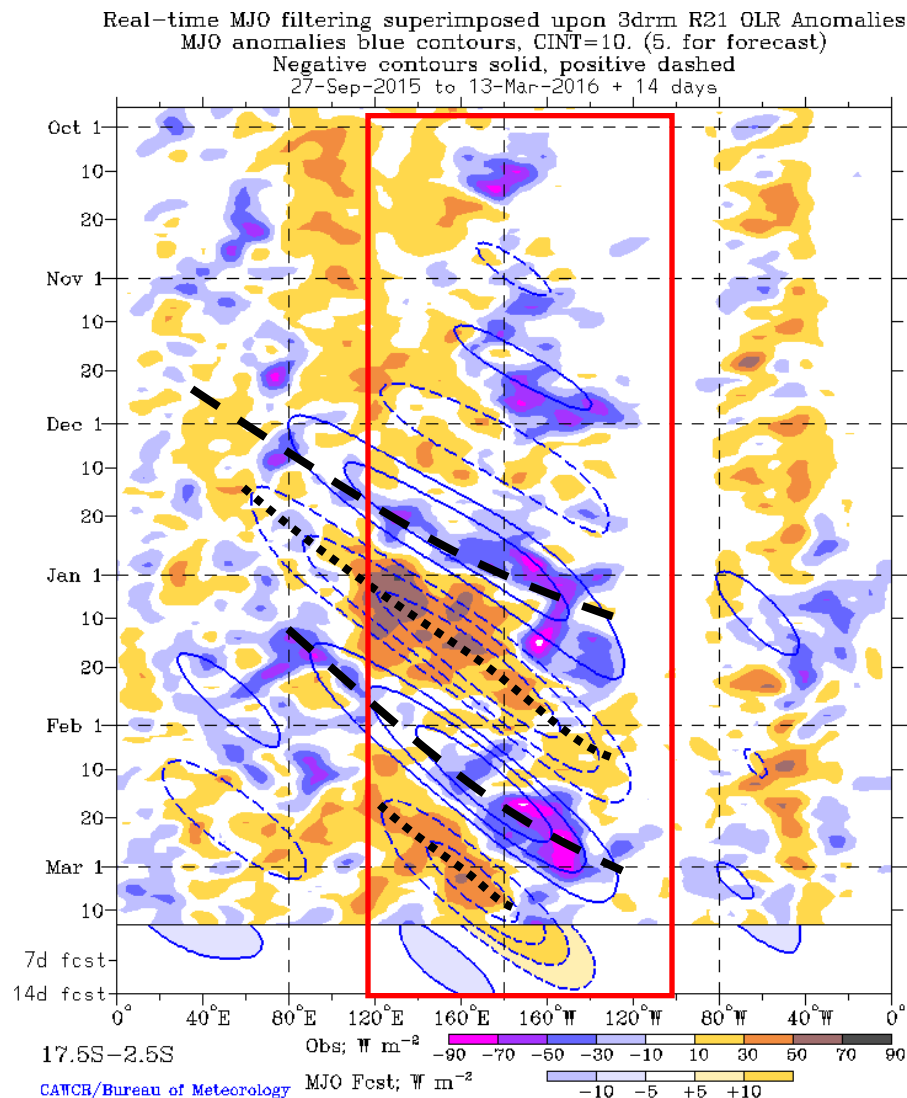 Real-time MJO filtering superimposed upon 3drm R21 OLR Anomalies
MJO anomalies blue contours, CINT=10. (5. for forecast)
Negative contours solid, positive dashed
27-Sep-2015 to 13-Mar-2016 + 14 days
Oct 1
10
20
Nov 1
10
20
Dec 1
10
20
Jan 1
10
20
Feb 1
10
20
Mar 1
10
7d fcst
14d fcst
0° 40°E 80°E 120°E 160°E 160°W 80°W 40°W 0°
17.5S-2.5S
Obs; W m-2 -90 -70 -50 -30 -10 10 30 50 70 90
CAWCR/Bureau of Meteorology MJO Fcst; W m-2
-10 -5 +5 +10